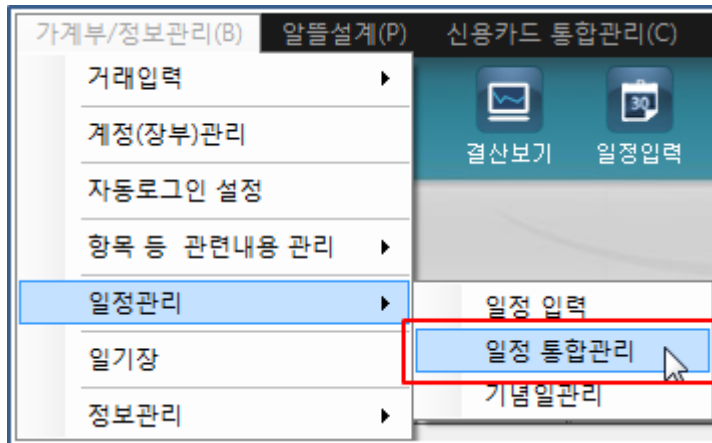 가계부/정보관리(B) 알뜰설계(P) 신용카드 통합관리(C)
거래입력
계정(장부)관리
자동로그인 설정
항목 등 관련내용 관리
일정관리
일기장
정보관리
30
결산보기 일정입력
일정 입력
일정 통합관리
기념일관리